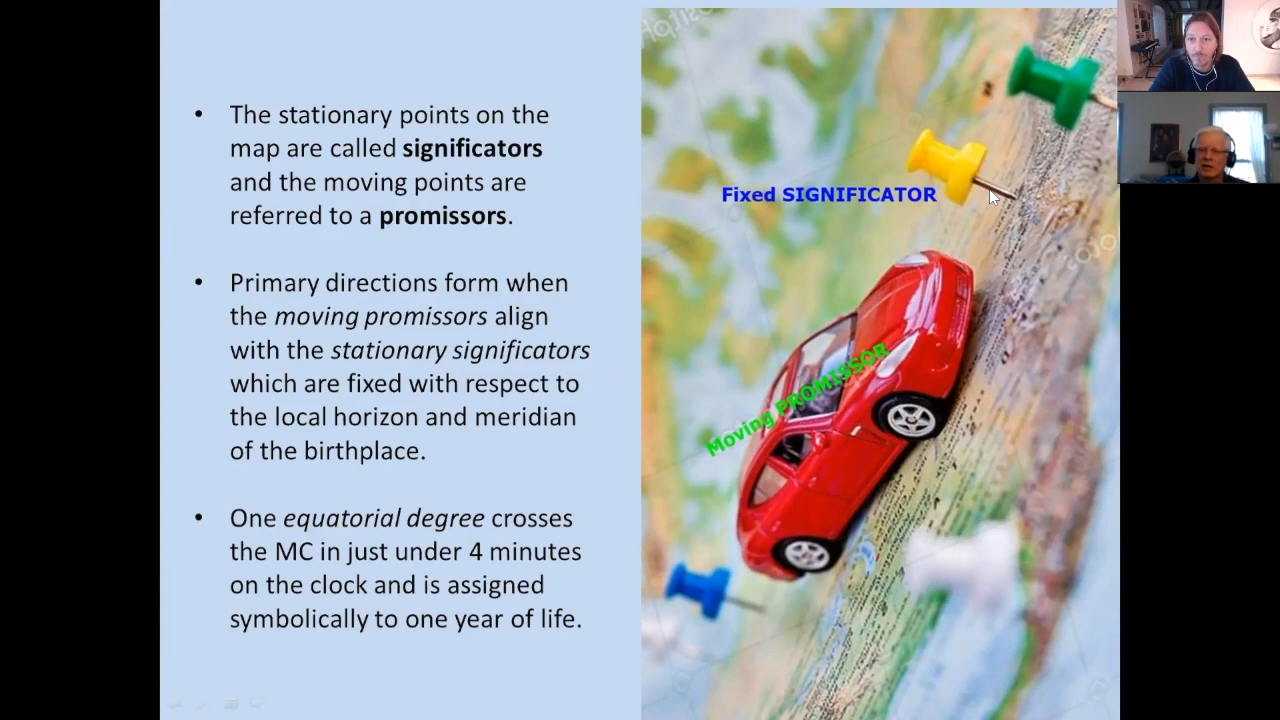 The stationary points on the
map are called significators
and the moving points are
referred to a promissors.
Primary directions form when
the moving promissors align
with the stationary significators
which are fixed with respect to
the local horizon and meridian
of the birthplace.
One equatorial degree crosses
the MC in just under 4 minutes
on the clock and is assigned
symbolically to one year of life.
Fixed SIGNIFICATOR
Moving PROMISSOR